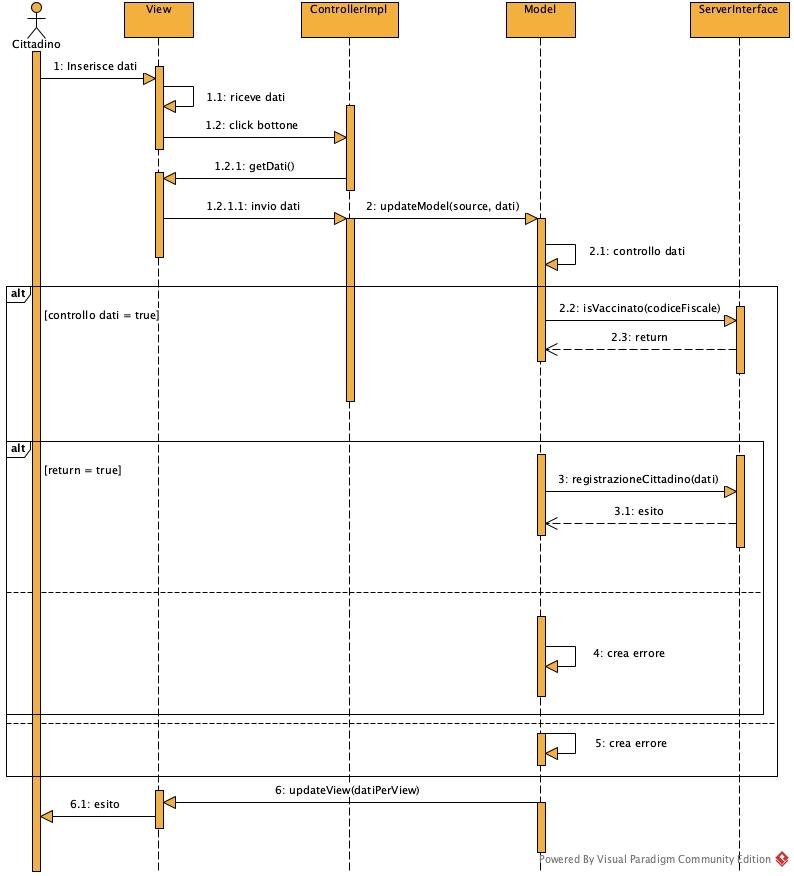 View
ControllerImpl
Model
ServerInterface
Cittadino
1: Inserisce dati
1.1: riceve dati
1.2: click bottone
1.2.1: getDati()
1.2.1.1: invio dati
2: updateModel(source, dati)
2.1: controllo dati
alt
[controllo dati = true]
2.2: isVaccinato(codiceFiscale)
2.3: return
alt
[return = true]
3: registrazioneCittadino(dati)
3.1: esito
4: crea errore
5: crea errore
6: updateView(datiPerView)
6.1: esito
Powered By Visual Paradigm Community Edition